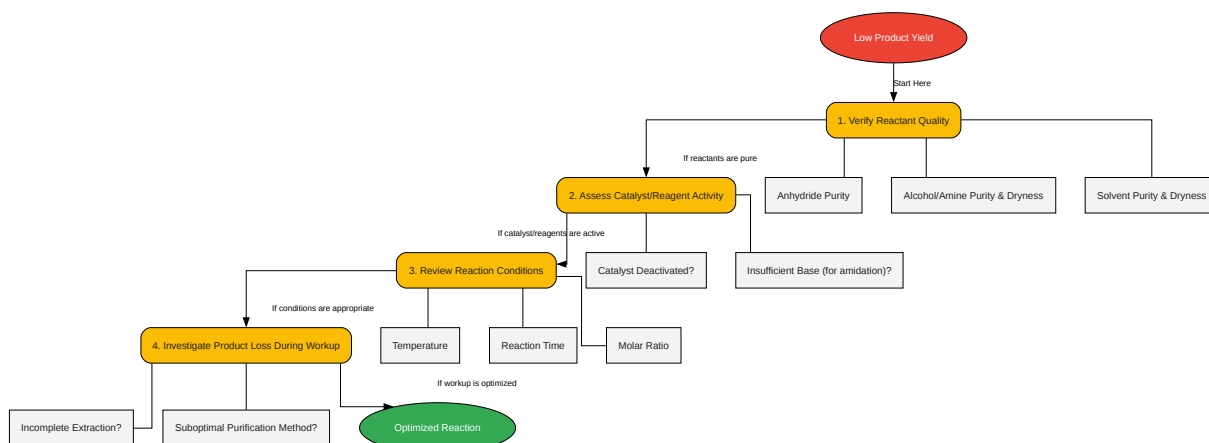 Low Product Yield
Start Here
1. Verify Reactant Quality
If reactants are pure
Anhydride Purity
Alcohol/Amine Purity & Dryness
Solvent Purity & Dryness
2. Assess Catalyst/Reagent Activity
If catalyst/reagents are active
Catalyst Deactivated?
Insufficient Base (for amidation)?
3. Review Reaction Conditions
If conditions are appropriate
Temperature
Reaction Time
Molar Ratio
4. Investigate Product Loss During Workup
If workup is optimized
Incomplete Extraction?
Suboptimal Purification Method?
Optimized Reaction